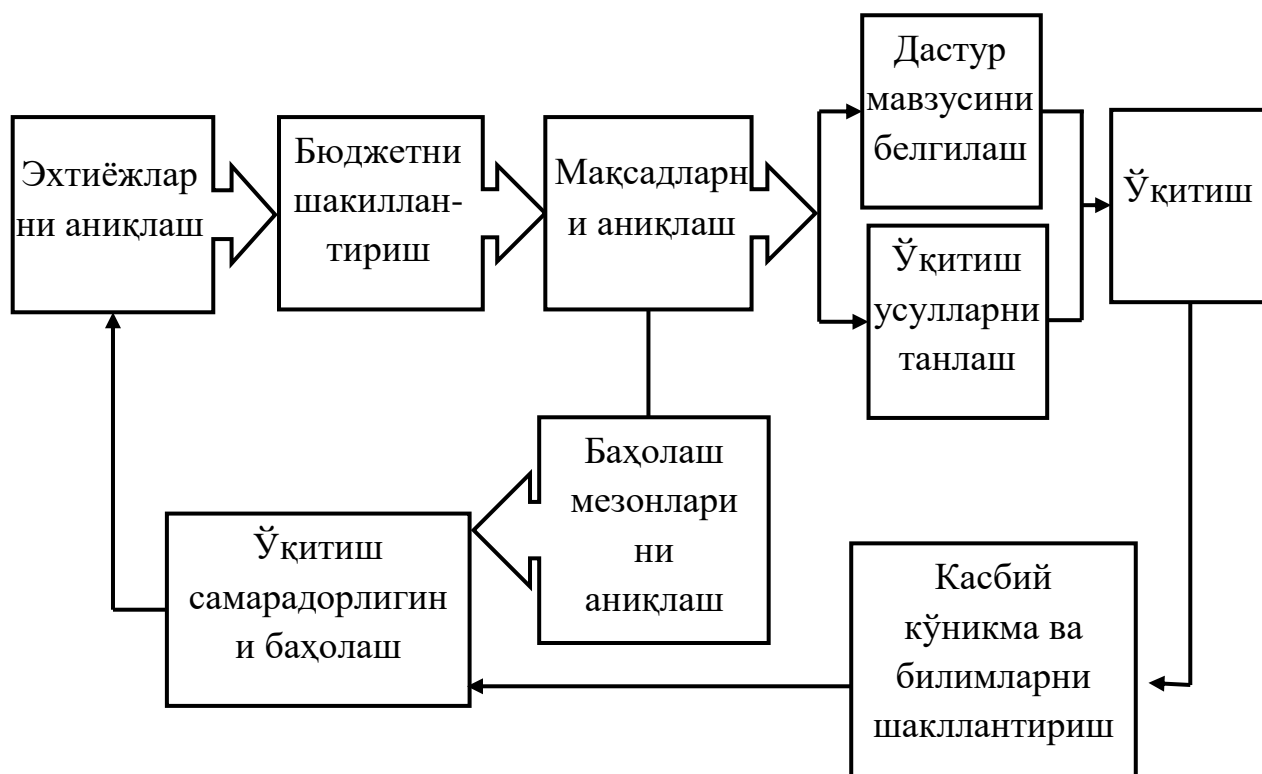 Эхтиёжлар
ни аниқлаш
Бюджетни
шакиллан-
тириш
Мақсадларн
и аниқлаш
Дастур
мавзусини
белгилаш
Ўқитиш
усулларни
танлаш
Ўқитиш
Баҳолаш
мезонлари
ни
аниқлаш
Ўқитиш
самарадорлигин
и баҳолаш
Касбий
кўникма ва
билимларни
шакллантириш